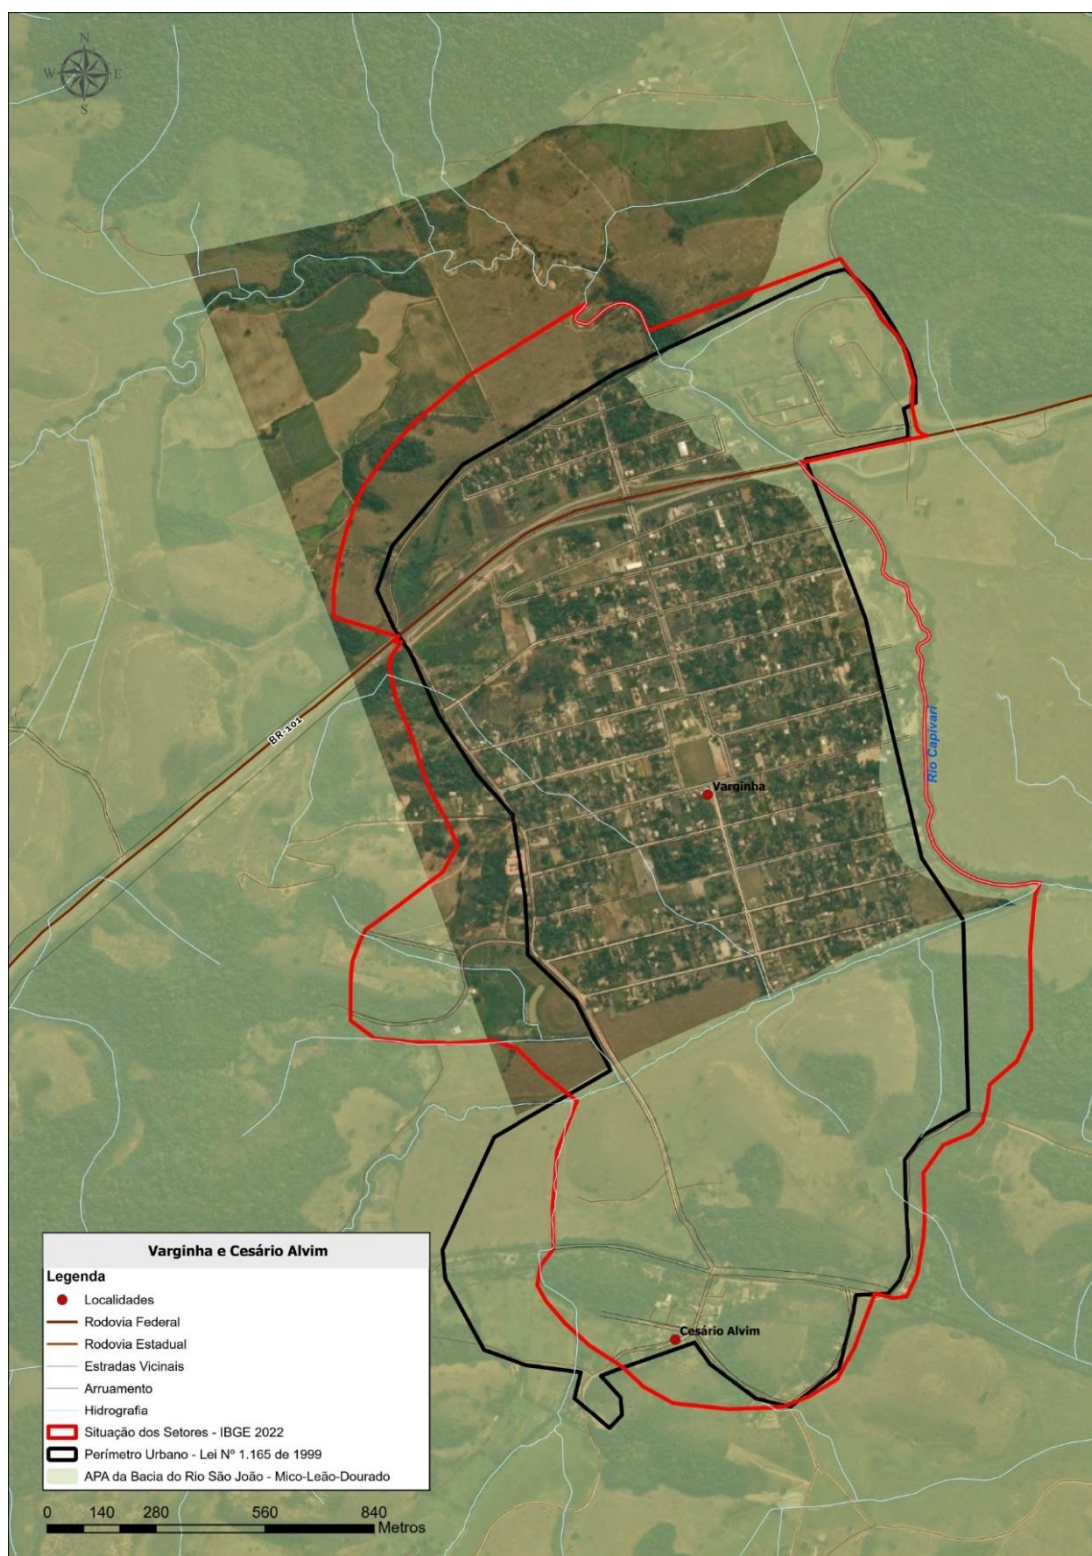 N
W E
S
BR-101
Varginha
Rio Capivari
Cesário Alvim
Varginha e Cesário Alvim
Legenda
Localidades
Rodovia Federal
Rodovia Estadual
Estradas Vicinais
Arruamento
Hidrografia
Situação dos Setores - IBGE 2022
Perímetro Urbano - Lei Nº 1.165 de 1999
APA da Bacia do Rio São João - Mico-Leão-Dourado
0 140 280 560 840
Metros